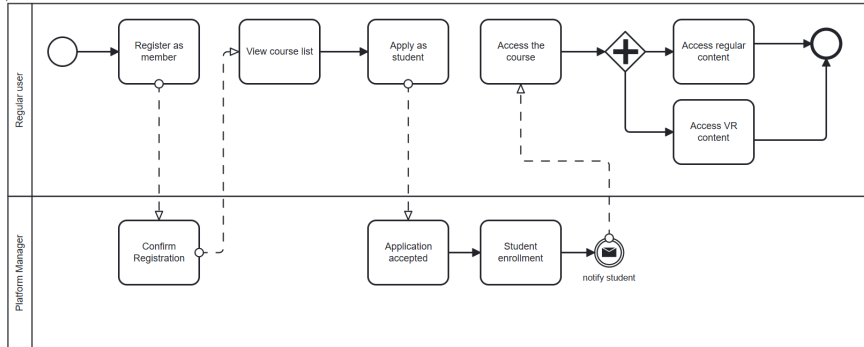 Regular user
Register as
member
View course list
Apply as
student
Access the
course
Access regular
content
Access VR
content
Platform Manager
Confirm
Registration
Application
accepted
Student
enrollment
notify student